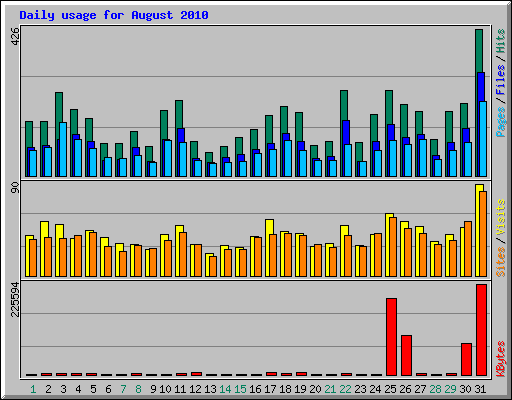 Daily usage for August 2010
426
Pages / Files / Hits
90
Sites / Visits
225594
KBytes
1 2 3 4 5 6 7 8 9 10 11 12 13 14 15 16 17 18 19 20 21 22 23 24 25 26 27 28 29 30 31